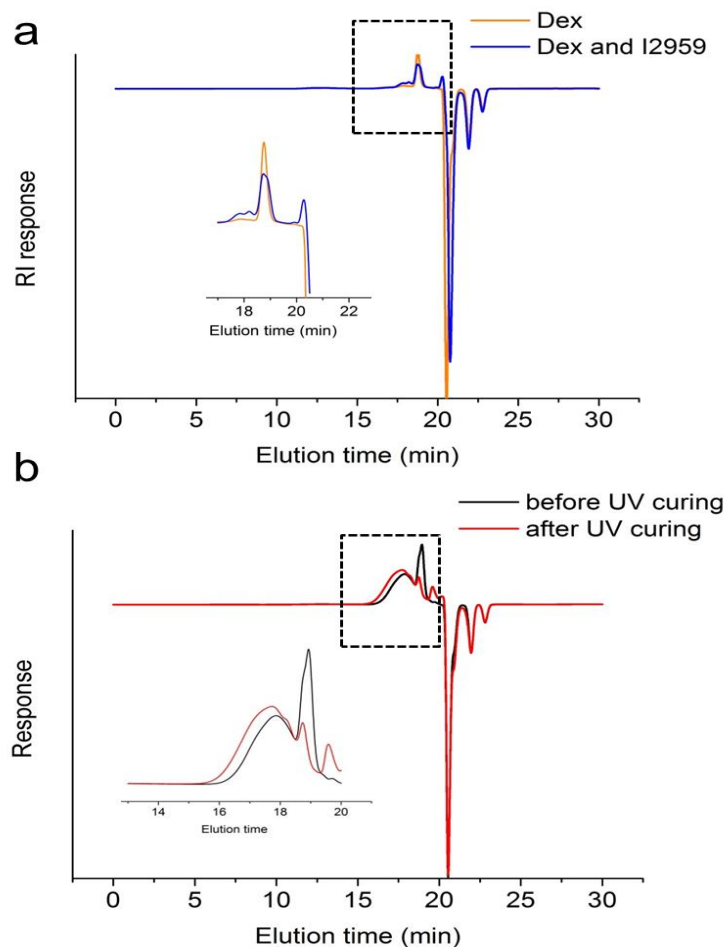 a
Dex
Dex and I2959
RI response
18 20 22
Elution time (min)
0 5 10 15 20 25 30
Elution time (min)
b
before UV curing
after UV curing
Response
14 16 18 20
Elution time
0 5 10 15 20 25 30
Elution time (min)